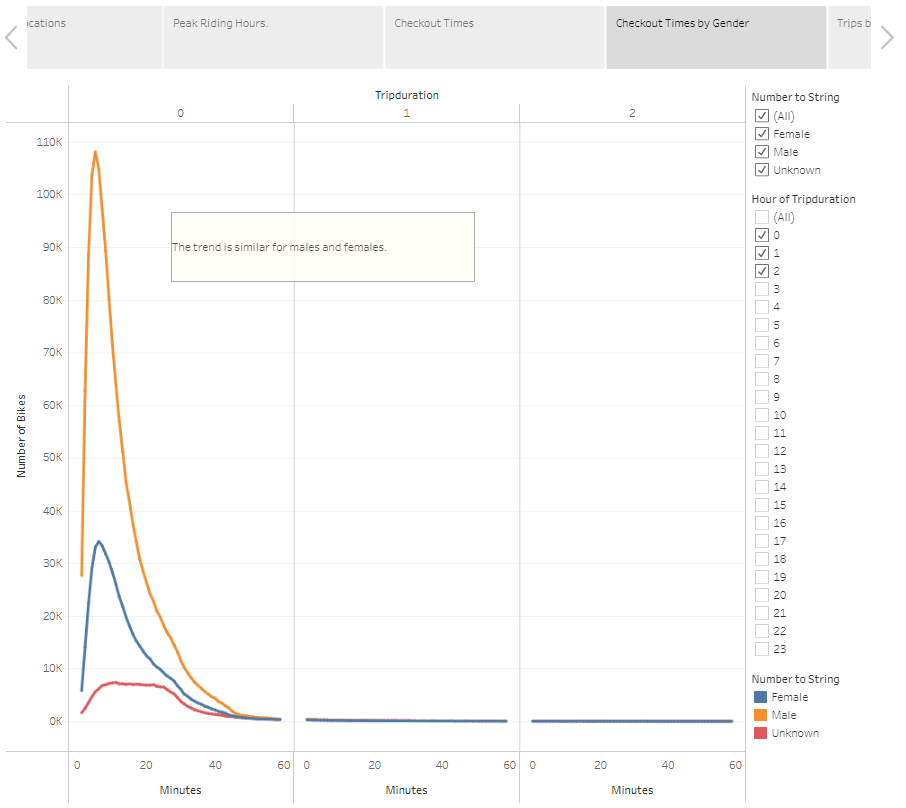 cations
Peak Riding Hours.
Checkout Times
Checkout Times by Gender
Trips b
Tripduration
0
1
2
110K
100K
90K
80K
70K
60K
50K
40K
30K
20K
10K
0K
Number of Bikes
The trend is similar for males and females.
0 20 40 60
0 20 40 60
0 20 40 60
Minutes
Minutes
Minutes
Number to String
(All)
Female
Male
Unknown
Hour of Tripduration
(All)
0
1
2
3
4
5
6
7
8
9
10
11
12
13
14
15
16
17
18
19
20
21
22
23
Number to String
Female
Male
Unknown